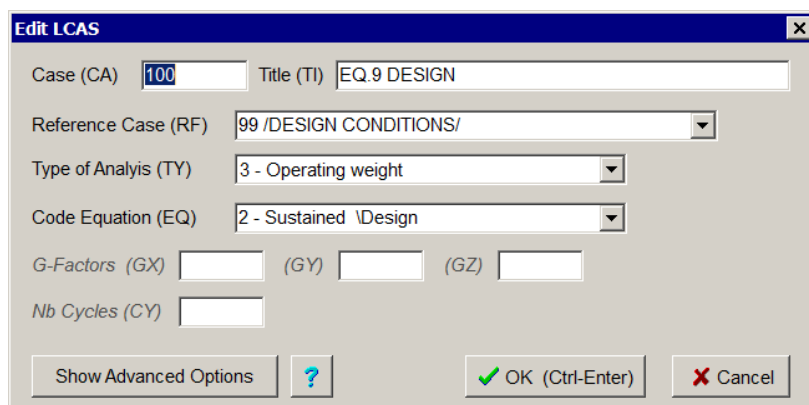 Edit LCAS
Case (CA) 100 Title (TI) EQ.9 DESIGN
Reference Case (RF) 99 /DESIGN CONDITIONS/
Type of Analyis (TY) 3 - Operating weight
Code Equation (EQ) 2 - Sustained \Design
G-Factors (GX) (GY) (GZ)
Nb Cycles (CY)
Show Advanced Options ? OK (Ctrl-Enter) Cancel